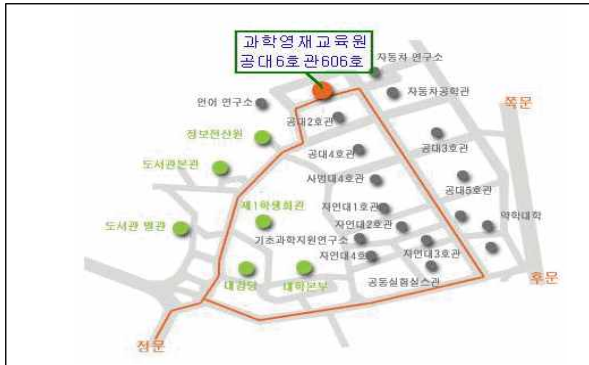 과학영재교육원
공대6호관606호
자동차 연구소
언어 연구소
자동차공학관
쪽문
공대2호관
정보전산원
공대3호관
공대4호관
도서관본관
사범대4호관
공대5호관
제1학생회관
자연대1호관
도서관 별관
자연대2호관
약학대학
기초과학지원연구소
자연대3호관
자연대4호
공동실험실스관
후문
대강당
대학본부
정문